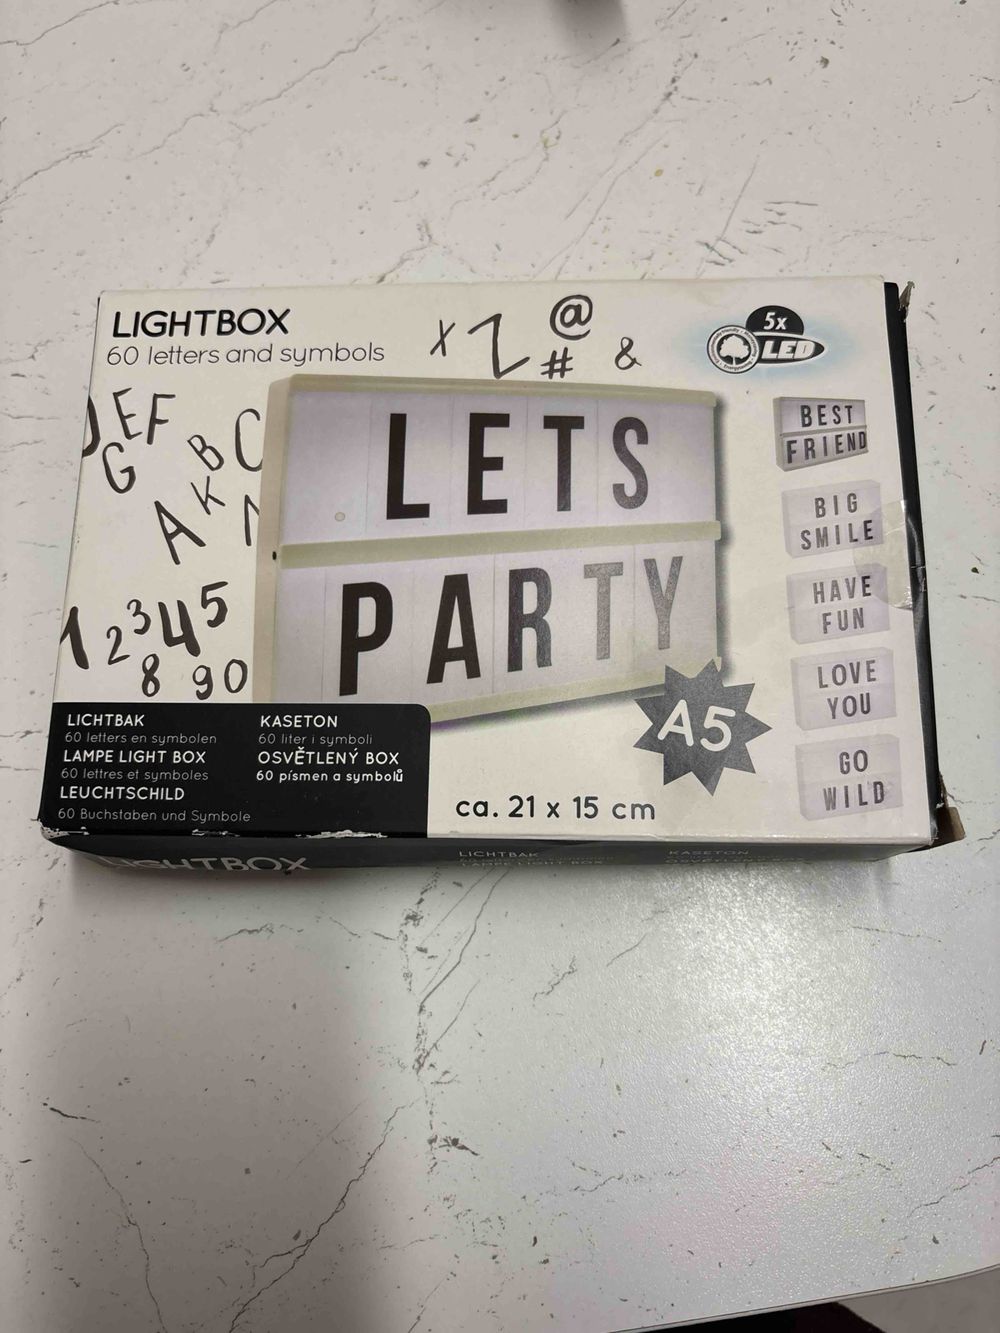 LIGHTBOX
60 letters and symbols
X Z @ # &
5x
LED
J E F
G B C
K
A
1 2 3 4 5
8 9 0
LETS
PARTY
BEST
FRIEND
BIG
SMILE
HAVE
FUN
LOVE
YOU
GO
WILD
A5
ca. 21 x 15 cm
LICHTBAK
60 letters en symbolen
LAMPE LIGHT BOX
60 lettres et symboles
LEUCHTSCHILD
60 Buchstaben und Symbole
KASETON
60 liter i symboli
OSVĚTLENÝ BOX
60 písmen a symbolů
LIGHTBOX
LICHTBAK
LAMPE LIGHT BOX
KASETON